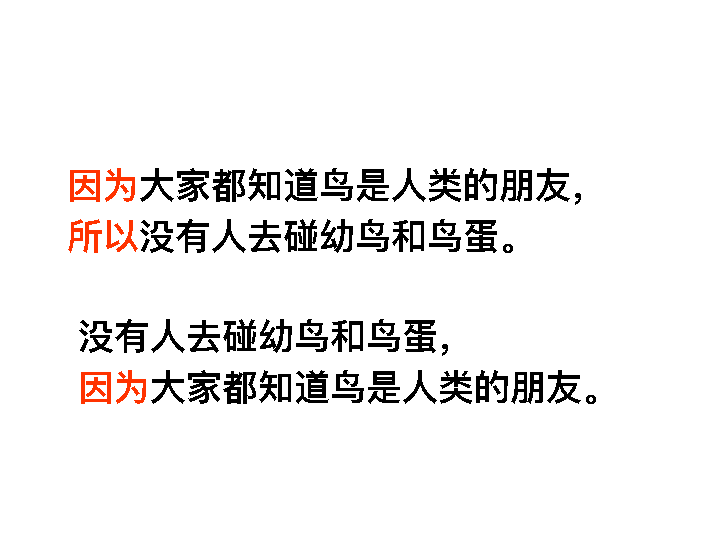 因为大家都知道鸟是人类的朋友，
所以没有人去碰幼鸟和鸟蛋。
没有人去碰幼鸟和鸟蛋，
因为大家都知道鸟是人类的朋友。